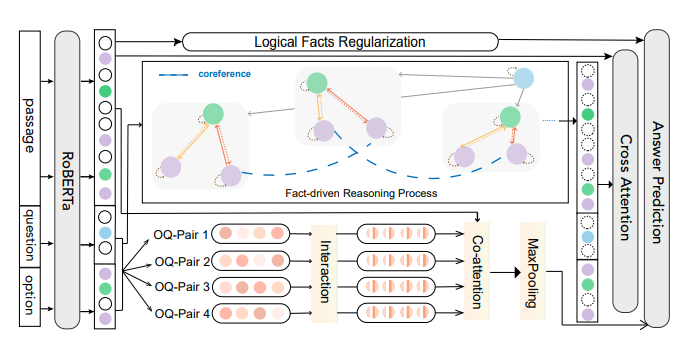 passage
question
option
RoBERTa
Logical Facts Regularization
coreference
Fact-driven Reasoning Process
OQ-Pair 1
OQ-Pair 2
OQ-Pair 3
OQ-Pair 4
Interaction
Co-attention
MaxPooling
Cross Attention
Answer Prediction